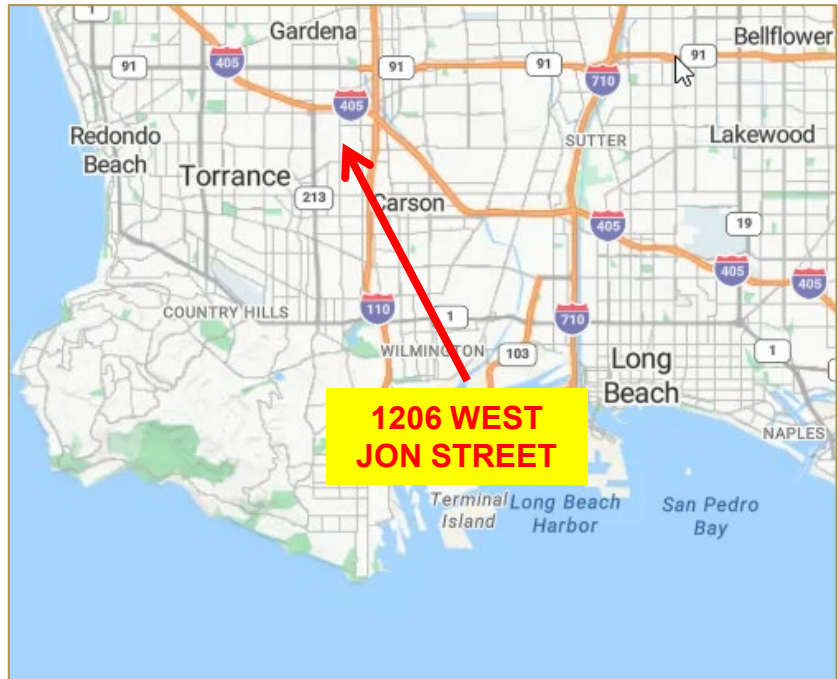 1
Gardena
Bellflower
91
405
91
91
91
710
405
Redondo
Beach
SUTTER
Lakewood
Torrance
213
Carson
19
405
405
405
COUNTRY HILLS
110
1
710
WILMINGTON
103
Long
Beach
1
1206 WEST
JON STREET
NAPLES
Terminal
Island
Long Beach
Harbor
San Pedro
Bay